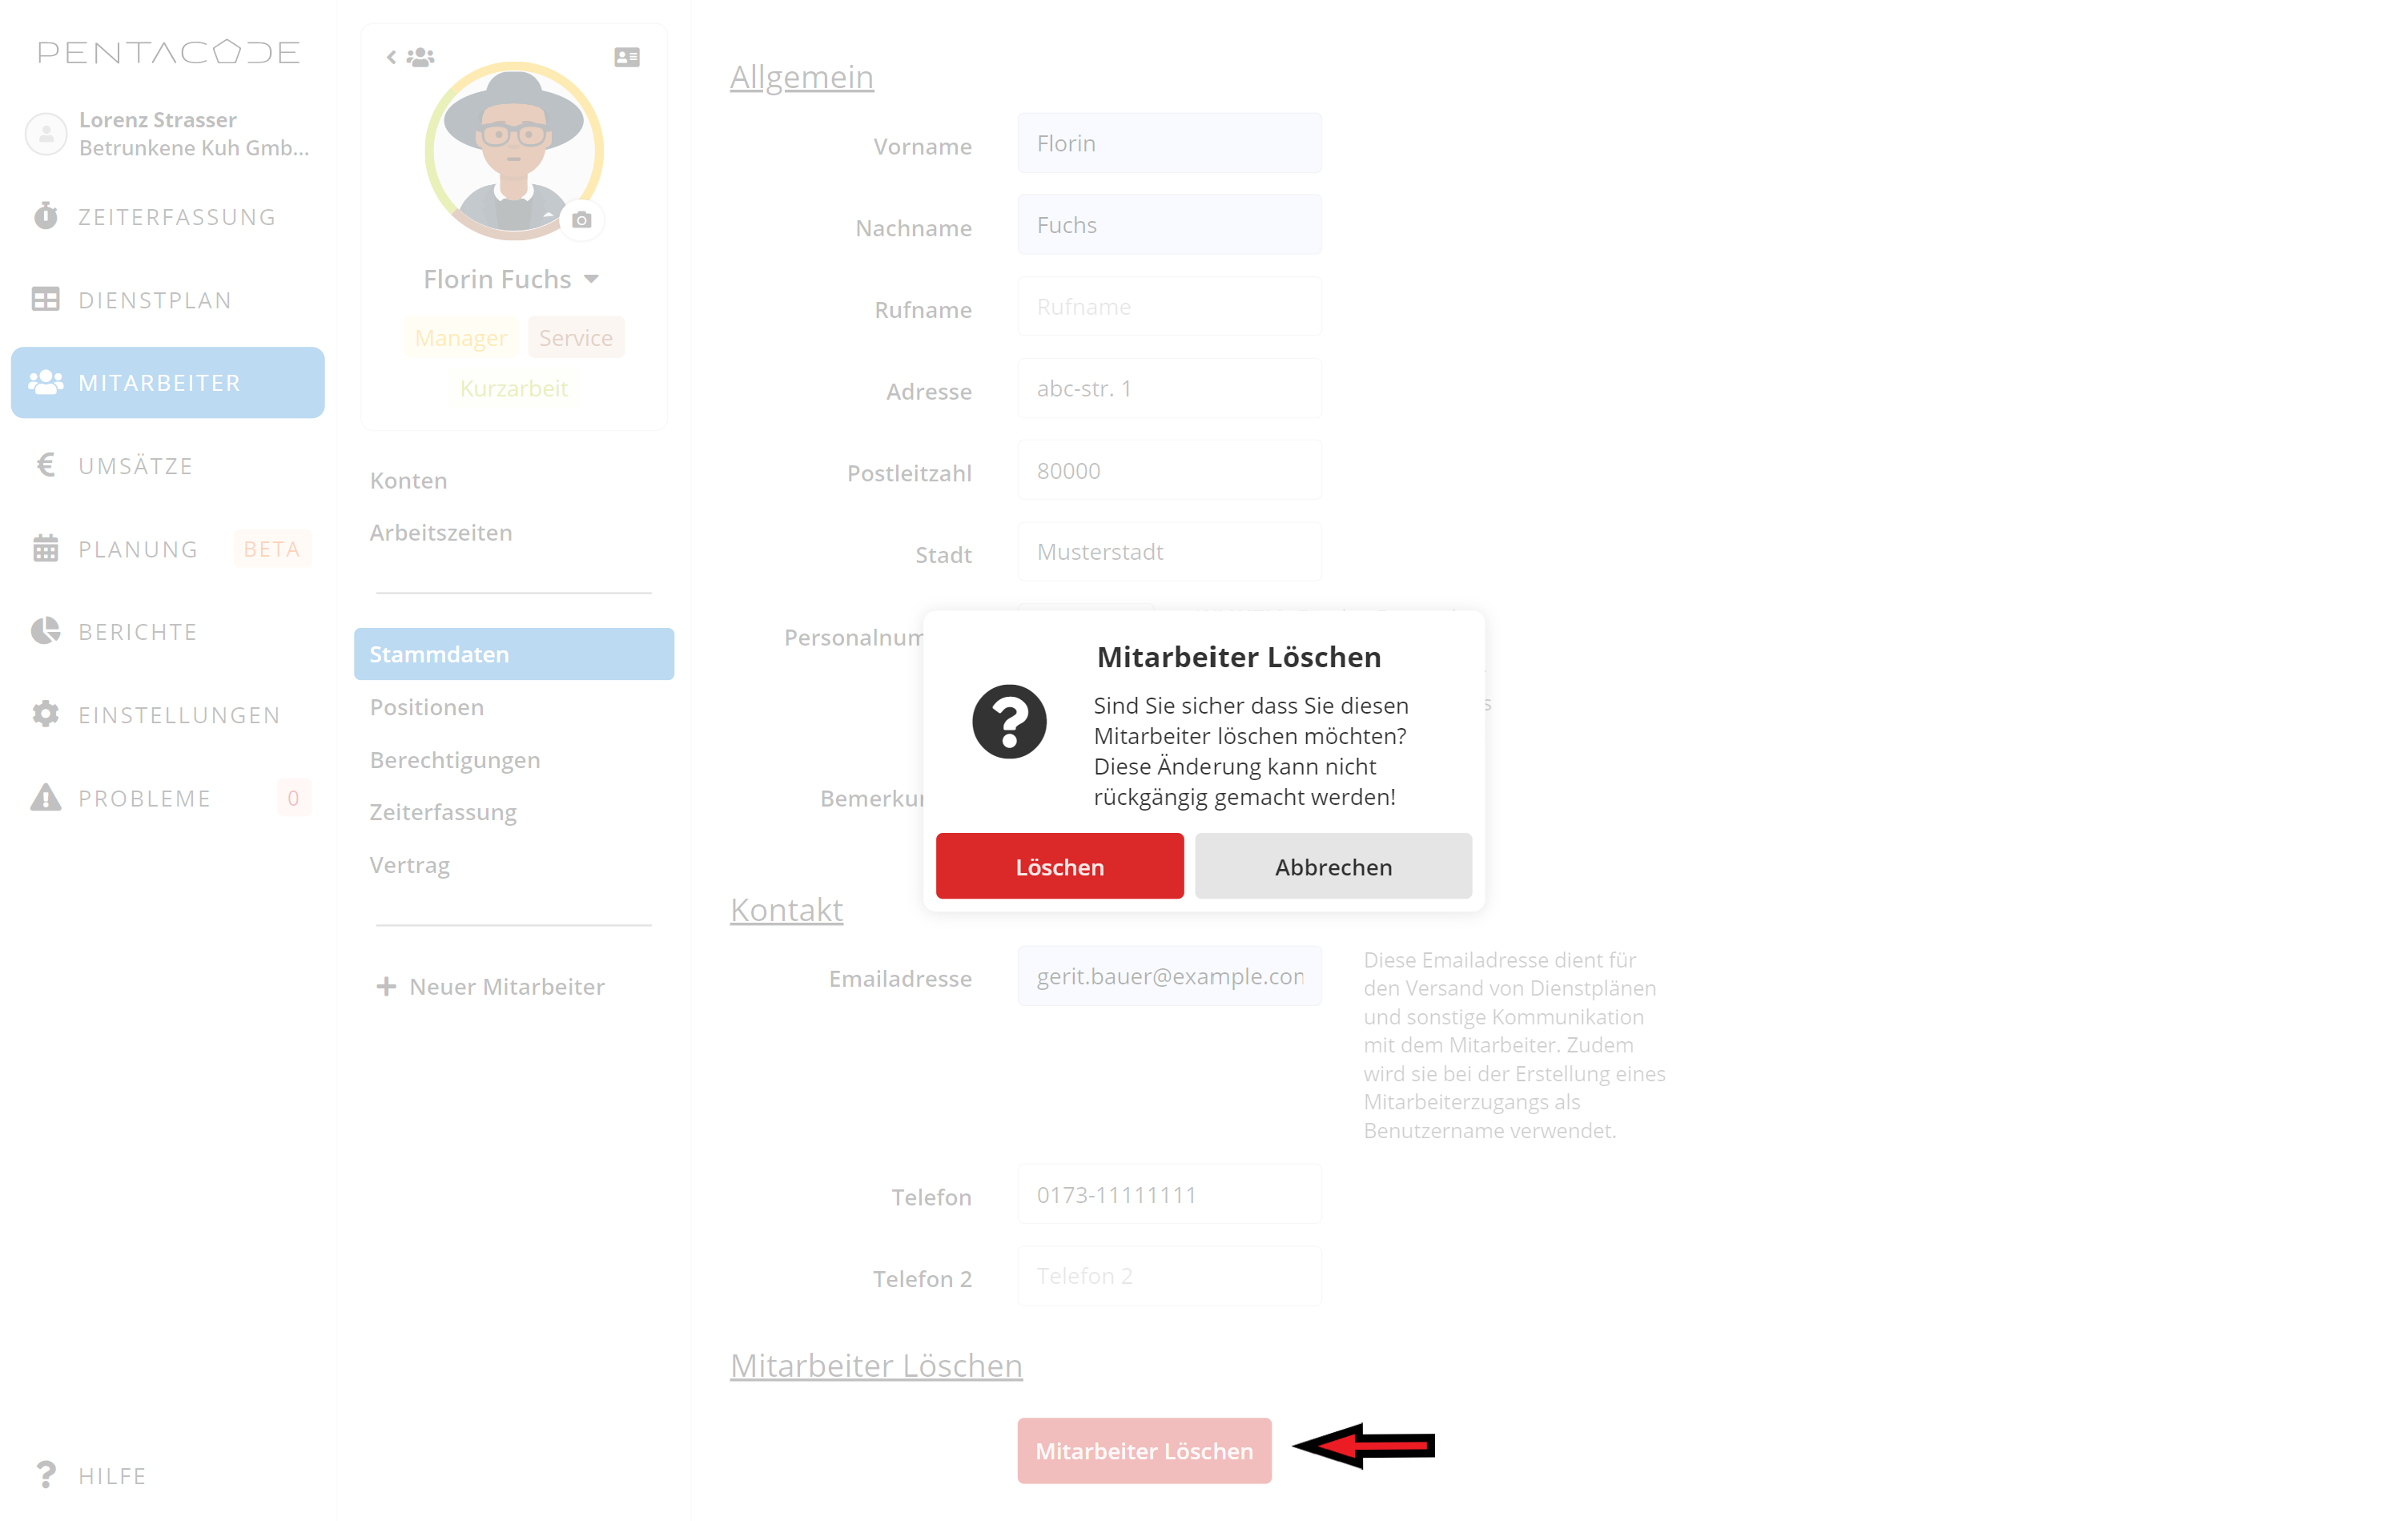 PENTACODE
Lorenz Strasser
Betrunkene Kuh Gmb...
ZEITERFASSUNG
DIENSTPLAN
MITARBEITER
UMSÄTZE
PLANUNG BETA
BERICHTE
EINSTELLUNGEN
PROBLEME 0
HILFE
Florin Fuchs
Manager Service
Kurzarbeit
Konten
Arbeitszeiten
Stammdaten
Positionen
Berechtigungen
Zeiterfassung
Vertrag
Neuer Mitarbeiter
Allgemein
Vorname Florin
Nachname Fuchs
Rufname Rufname
Adresse abc-str. 1
Postleitzahl 80000
Stadt Musterstadt
Personalnum
Bemerkun
Mitarbeiter Löschen
Sind Sie sicher dass Sie diesen
Mitarbeiter löschen möchten?
Diese Änderung kann nicht
rückgängig gemacht werden!
Löschen Abbrechen
Kontakt
Emailadresse gerit.bauer@example.com
Diese Emailadresse dient für
den Versand von Dienstplänen
und sonstige Kommunikation
mit dem Mitarbeiter. Zudem
wird sie bei der Erstellung eines
Mitarbeiterzugangs als
Benutzername verwendet.
Telefon 0173-11111111
Telefon 2 Telefon 2
Mitarbeiter Löschen
Mitarbeiter Löschen